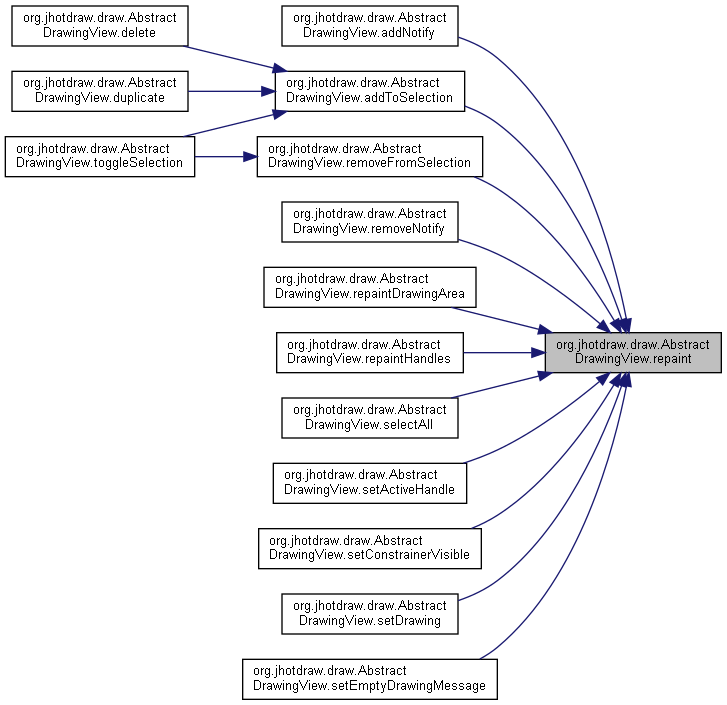 org.jhotdraw.draw.Abstract
DrawingView.delete
org.jhotdraw.draw.Abstract
DrawingView.addNotify
org.jhotdraw.draw.Abstract
DrawingView.duplicate
org.jhotdraw.draw.Abstract
DrawingView.addToSelection
org.jhotdraw.draw.Abstract
DrawingView.toggleSelection
org.jhotdraw.draw.Abstract
DrawingView.removeFromSelection
org.jhotdraw.draw.Abstract
DrawingView.removeNotify
org.jhotdraw.draw.Abstract
DrawingView.repaintDrawingArea
org.jhotdraw.draw.Abstract
DrawingView.repaintHandles
org.jhotdraw.draw.Abstract
DrawingView.repaint
org.jhotdraw.draw.Abstract
DrawingView.selectAll
org.jhotdraw.draw.Abstract
DrawingView.setActiveHandle
org.jhotdraw.draw.Abstract
DrawingView.setConstrainerVisible
org.jhotdraw.draw.Abstract
DrawingView.setDrawing
org.jhotdraw.draw.Abstract
DrawingView.setEmptyDrawingMessage